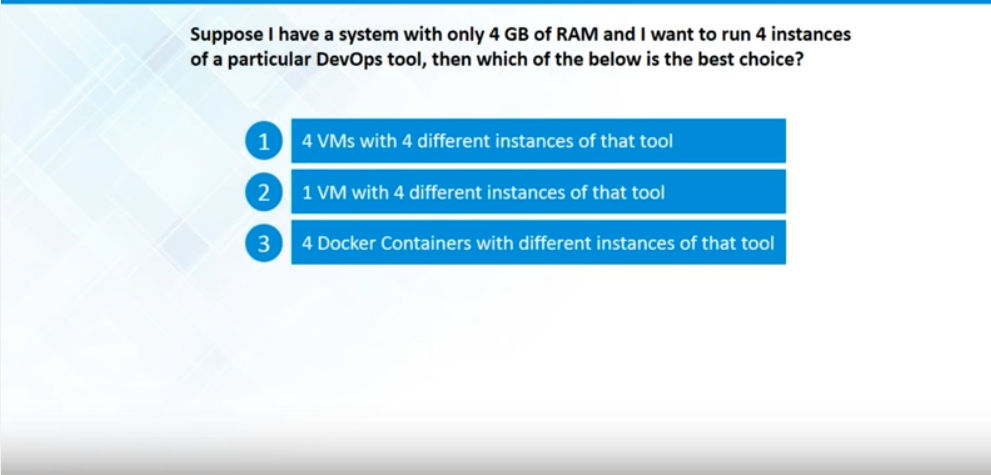 Suppose I have a system with only 4 GB of RAM and I want to run 4 instances
of a particular DevOps tool, then which of the below is the best choice?
1 4 VMs with 4 different instances of that tool
2 1 VM with 4 different instances of that tool
3 4 Docker Containers with different instances of that tool